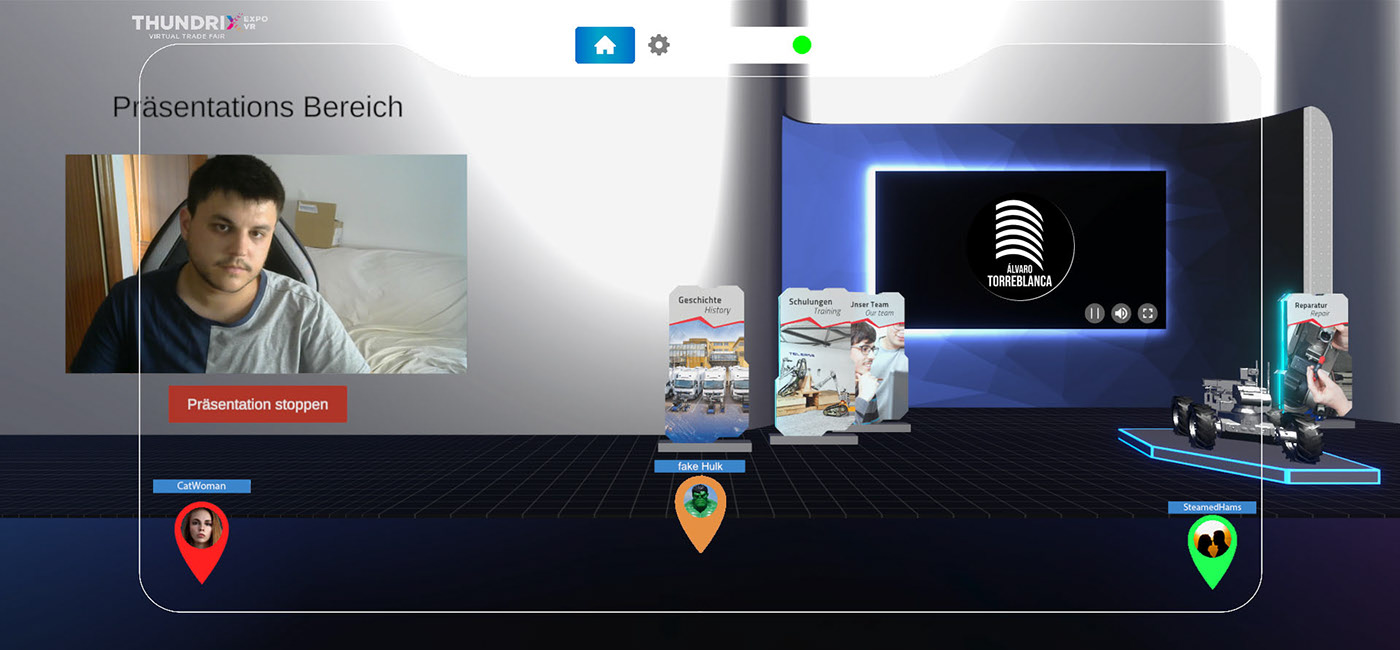 THUNDRIX EXPO
VR
VIRTUAL TRADE FAIR
Präsentations Bereich
ÁLVARO
TORREBLANCA
Geschichte
History
Schulungen
Training
Jnser Team
Our team
Reparatur
Repair
Präsentation stoppen
fake Hulk
CatWoman
SteamedHams